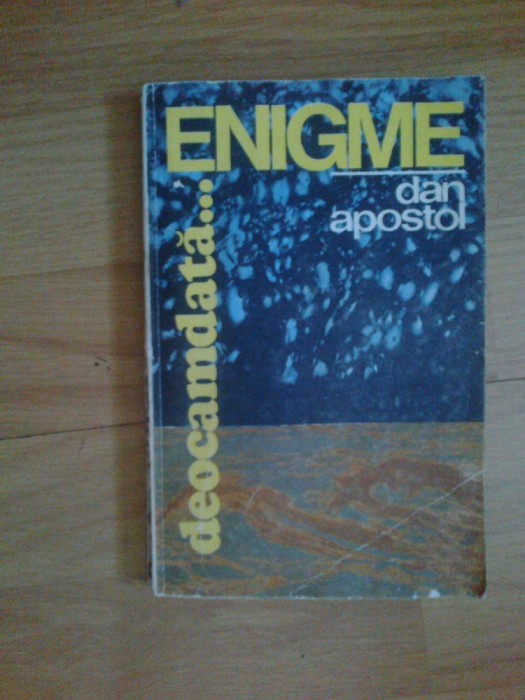 deocamdată...
ENIGME
dan
apostol